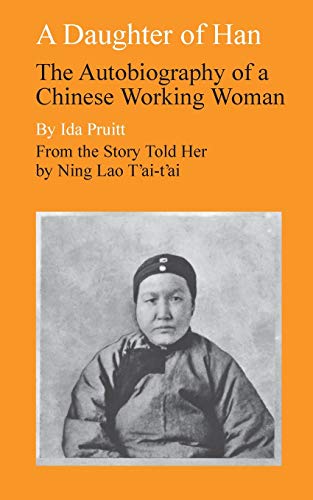 A Daughter of Han
The Autobiography of a
Chinese Working Woman
By Ida Pruitt
From the Story Told Her
by Ning Lao T'ai-t'ai